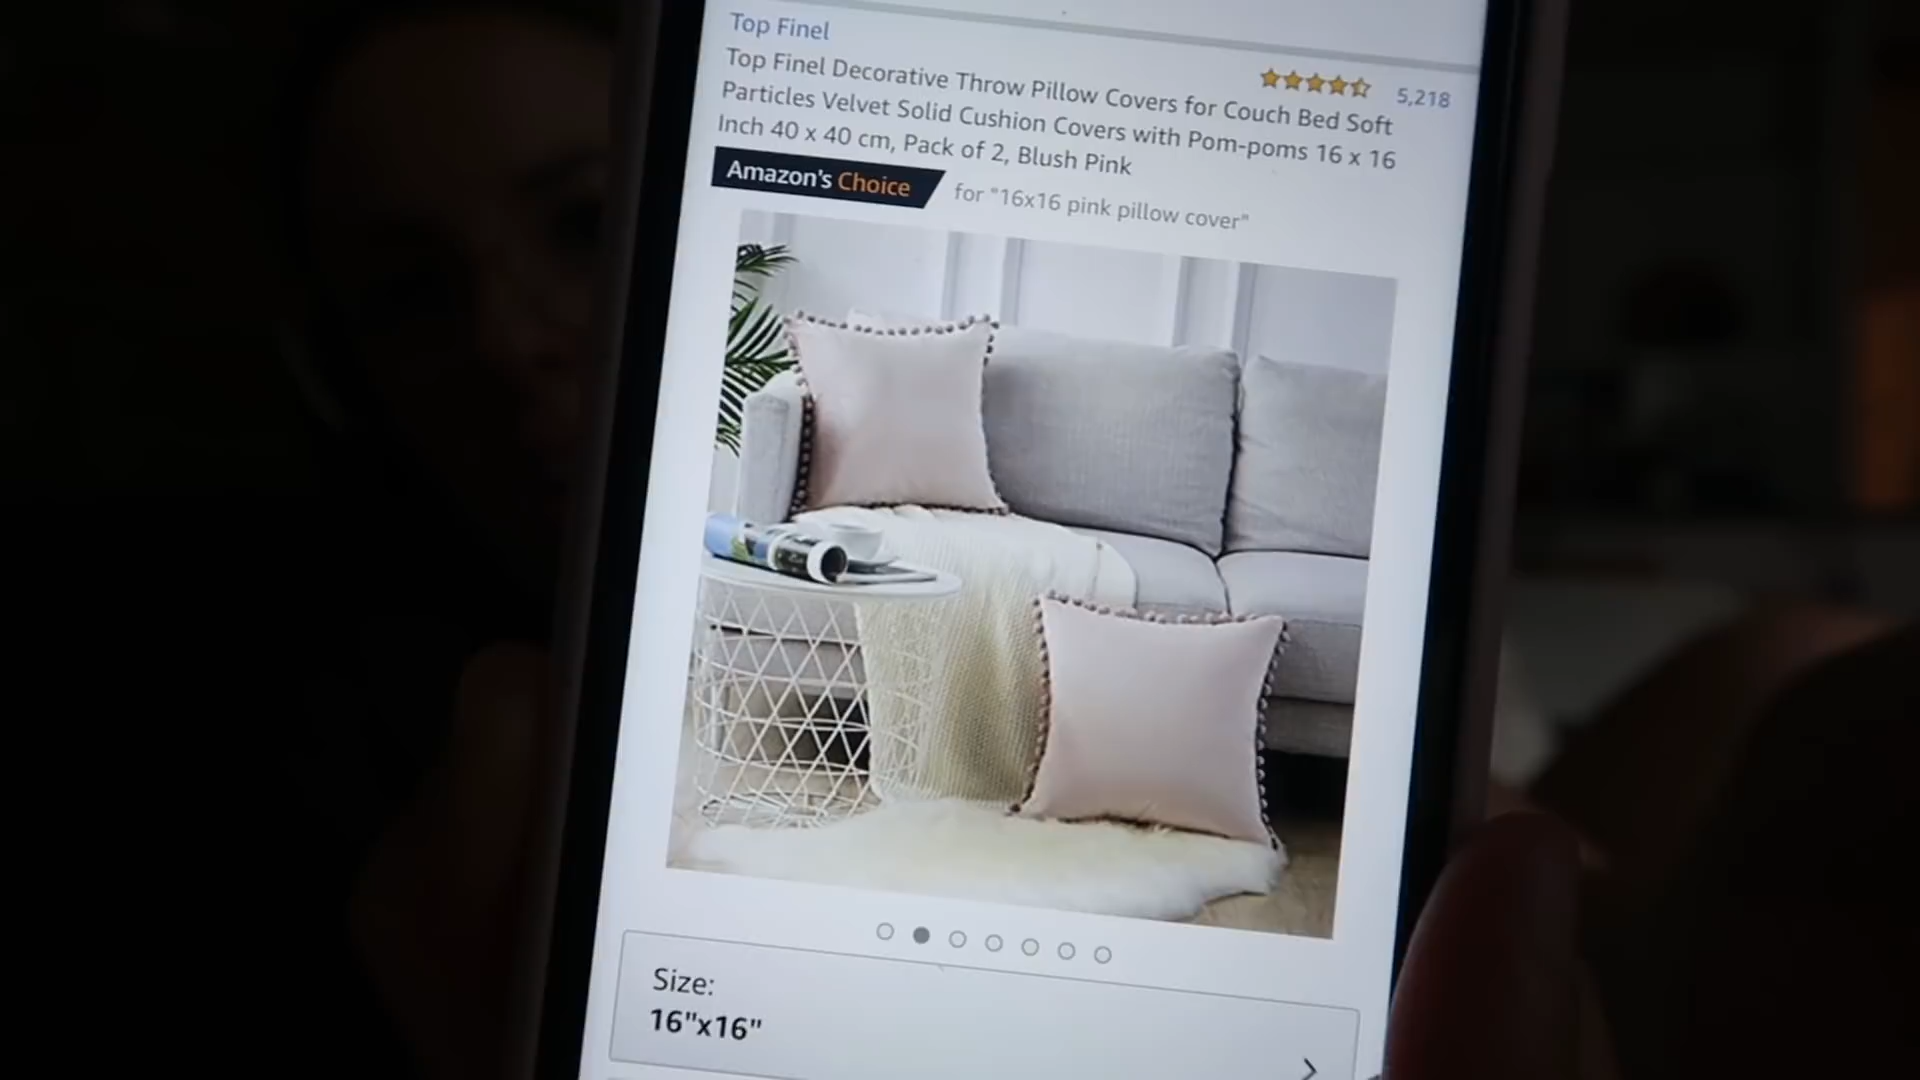 Top Finel
5,218
Top Finel Decorative Throw Pillow Covers for Couch Bed Soft
Particles Velvet Solid Cushion Covers with Pom-poms 16 x 16
Inch 40 x 40 cm, Pack of 2, Blush Pink
Amazon's Choice for "16x16 pink pillow cover"
Size:
16"x16"